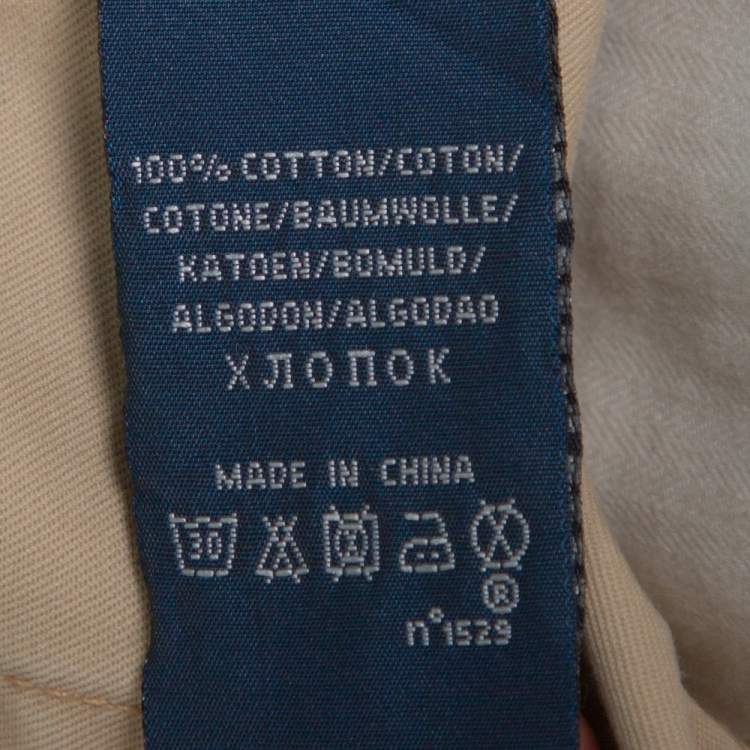 100% COTTON/COTON/
COTONE/BAUMWOLLE/
KATOEN/BOMULD/
ALGODON/ALGODAO
ХЛОПОК
MADE IN CHINA
30
®
n°1529